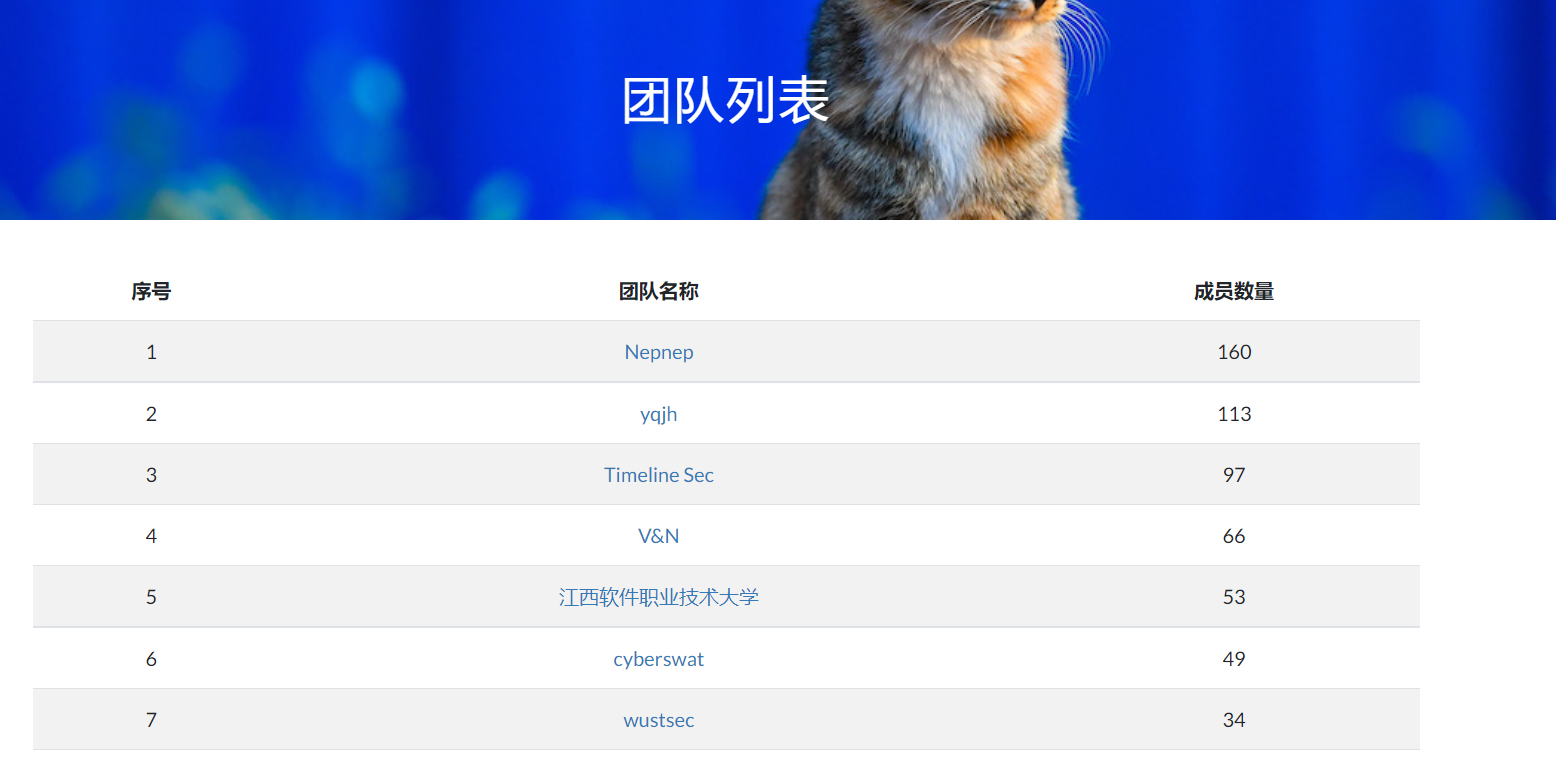 团队列表
序号 团队名称 成员数量
1 Nepnep 160
2 yqjh 113
3 Timeline Sec 97
4 V&N 66
5 江西软件职业技术大学 53
6 cyberswat 49
7 wustsec 34